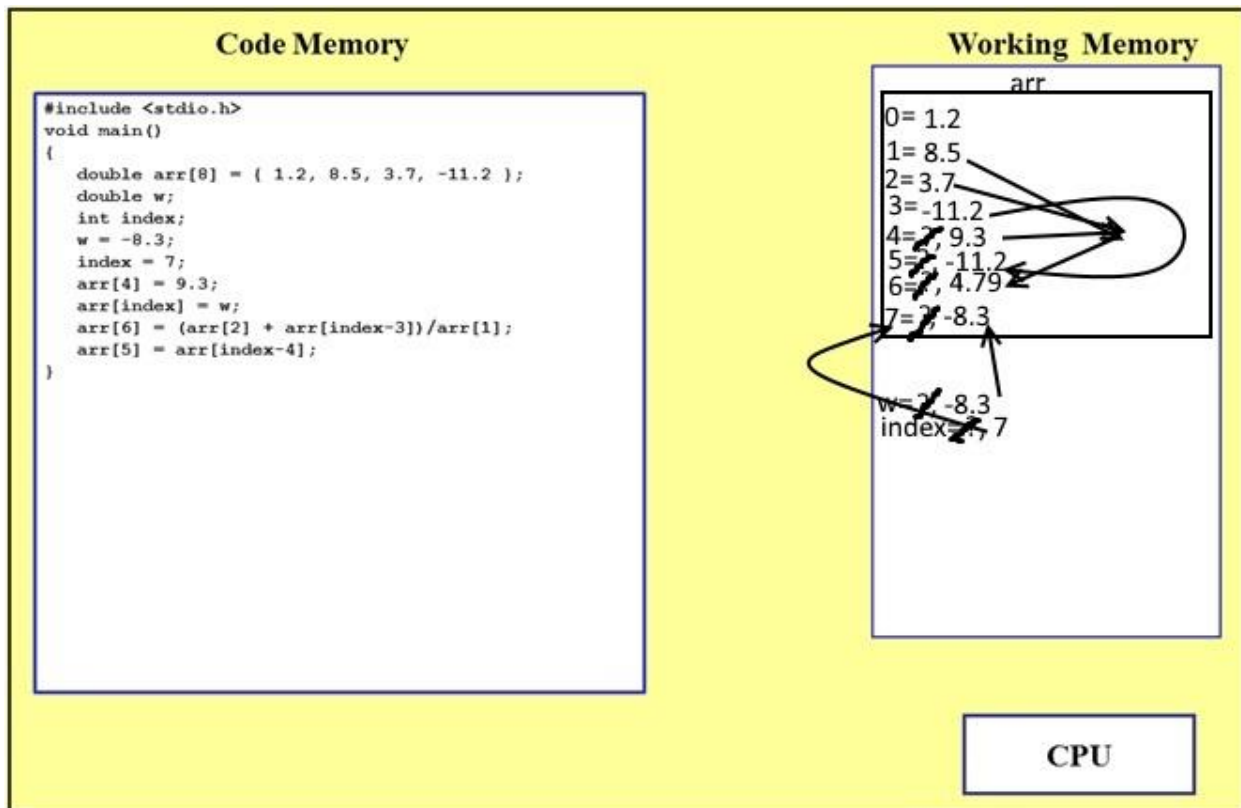 Code Memory
#include <stdio.h>
void main()
{
double arr[8] = { 1.2, 8.5, 3.7, -11.2 };
double w;
int index;
w = -8.3;
index = 7;
arr[4] = 9.3;
arr[index] = w;
arr[6] = (arr[2] + arr[index-3])/arr[1];
arr[5] = arr[index-4];
}
Working Memory
arr
0= 1.2
1= 8.5
2= 3.7
3= -11.2
4=?, 9.3
5=?, -11.2
6=?, 4.79
7=?, -8.3
w=?, -8.3
index=?, 7
CPU